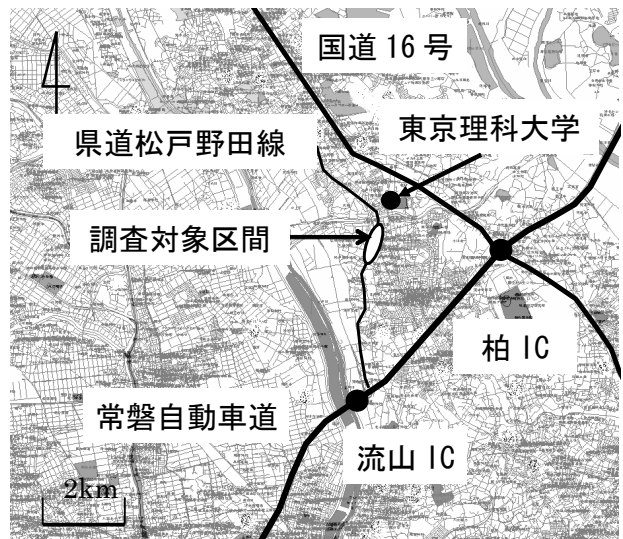 国道 16 号
東京理科大学
県道松戸野田線
調査対象区間
柏 IC
常磐自動車道
流山 IC
2km